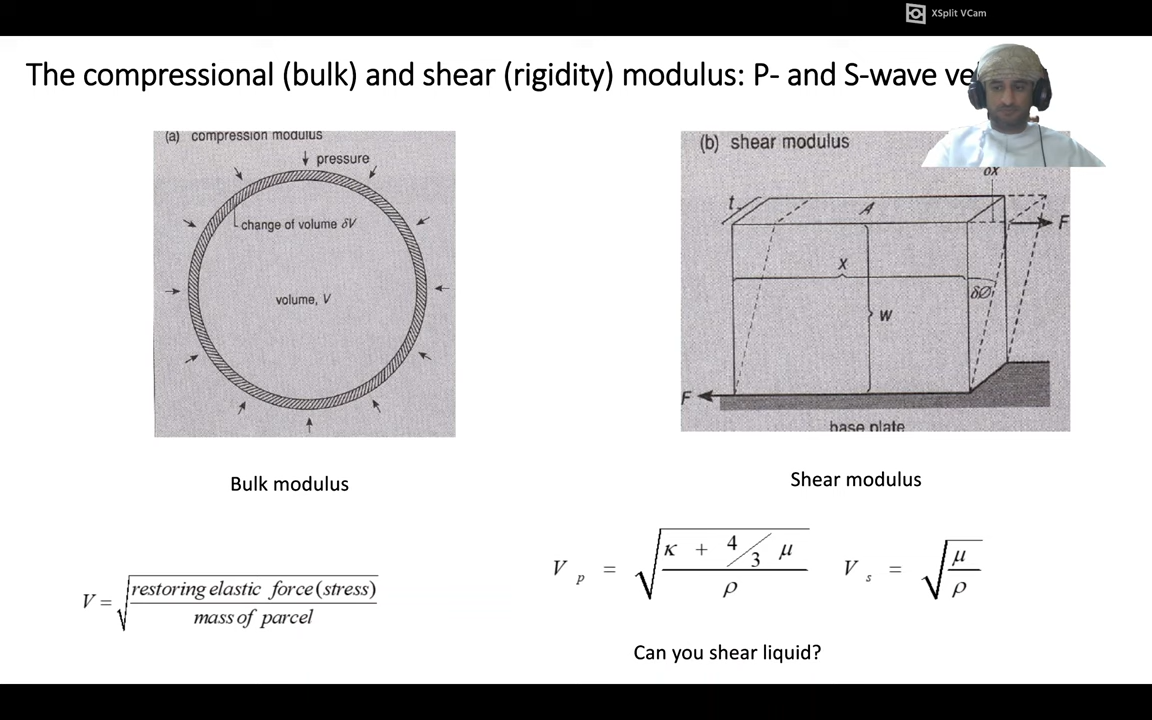 XSplit VCam
The compressional (bulk) and shear (rigidity) modulus: P- and S-wave
(a) compression modulus
pressure
change of volume δV
volume, V
(b) shear modulus
δx
t
A
F
X
δØ
W
F
base plate
Bulk modulus
Shear modulus
V = √(restoring elastic force (stress) / mass of parcel)
V_p = √((κ + 4/3 μ) / ρ)
V_s = √(μ / ρ)
Can you shear liquid?